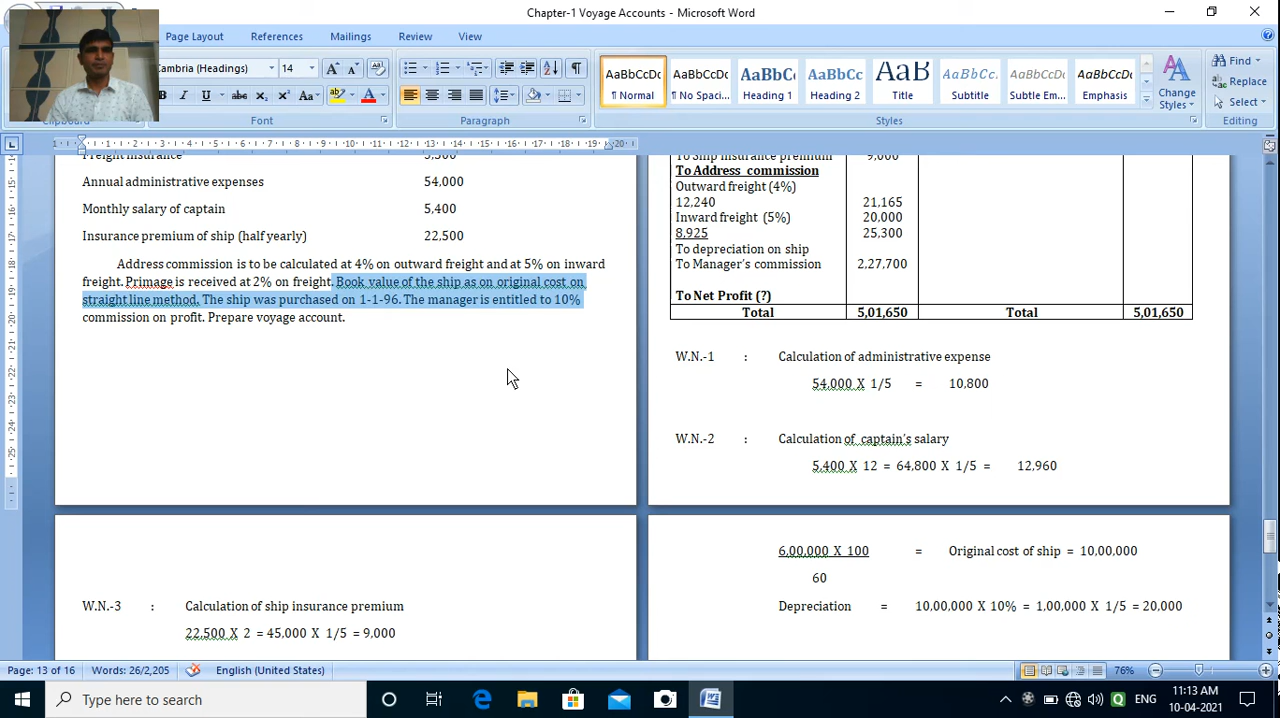 Chapter-1 Voyage Accounts - Microsoft Word
Page Layout References Mailings Review View
Cambria (Headings) 14
AaBbCcDc AaBbCcDc AaBbC AaBbCc AaB AaBbCc AaBbCcDc AaBbCcDc
¶ Normal ¶ No Spaci... Heading 1 Heading 2 Title Subtitle Subtle Em... Emphasis
Change Styles
Find
Replace
Select
Clipboard Font Paragraph Styles Editing
Freight insurance
Annual administrative expenses 54,000
Monthly salary of captain 5,400
Insurance premium of ship (half yearly) 22,500
Address commission is to be calculated at 4% on outward freight and at 5% on inward
freight. Primage is received at 2% on freight. Book value of the ship as on original cost on
straight line method. The ship was purchased on 1-1-96. The manager is entitled to 10%
commission on profit. Prepare voyage account.
To Ship insurance premium 9,000
To Address commission
Outward freight (4%)
12,240 21,165
Inward freight (5%) 20,000
8,925 25,300
To depreciation on ship
To Manager's commission 2,27,700
To Net Profit (?)
Total 5,01,650 Total 5,01,650
W.N.-1 : Calculation of administrative expense
54,000 X 1/5 = 10,800
W.N.-2 : Calculation of captain's salary
5,400 X 12 = 64,800 X 1/5 = 12,960
W.N.-3 : Calculation of ship insurance premium
22,500 X 2 = 45,000 X 1/5 = 9,000
6,00,000 X 100 = Original cost of ship = 10,00,000
60
Depreciation = 10,00,000 X 10% = 1,00,000 X 1/5 = 20,000
Page: 13 of 16 Words: 26/2,205 English (United States) 76%
Type here to search
ENG 11:13 AM
10-04-2021